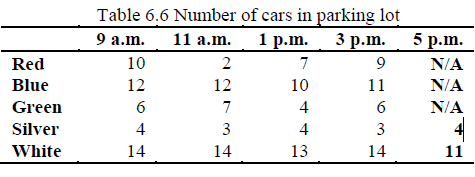 Table 6.6 Number of cars in parking lot
9 a.m. 11 a.m. 1 p.m. 3 p.m. 5 p.m.
Red 10 2 7 9 N/A
Blue 12 12 10 11 N/A
Green 6 7 4 6 N/A
Silver 4 3 4 3 4
White 14 14 13 14 11